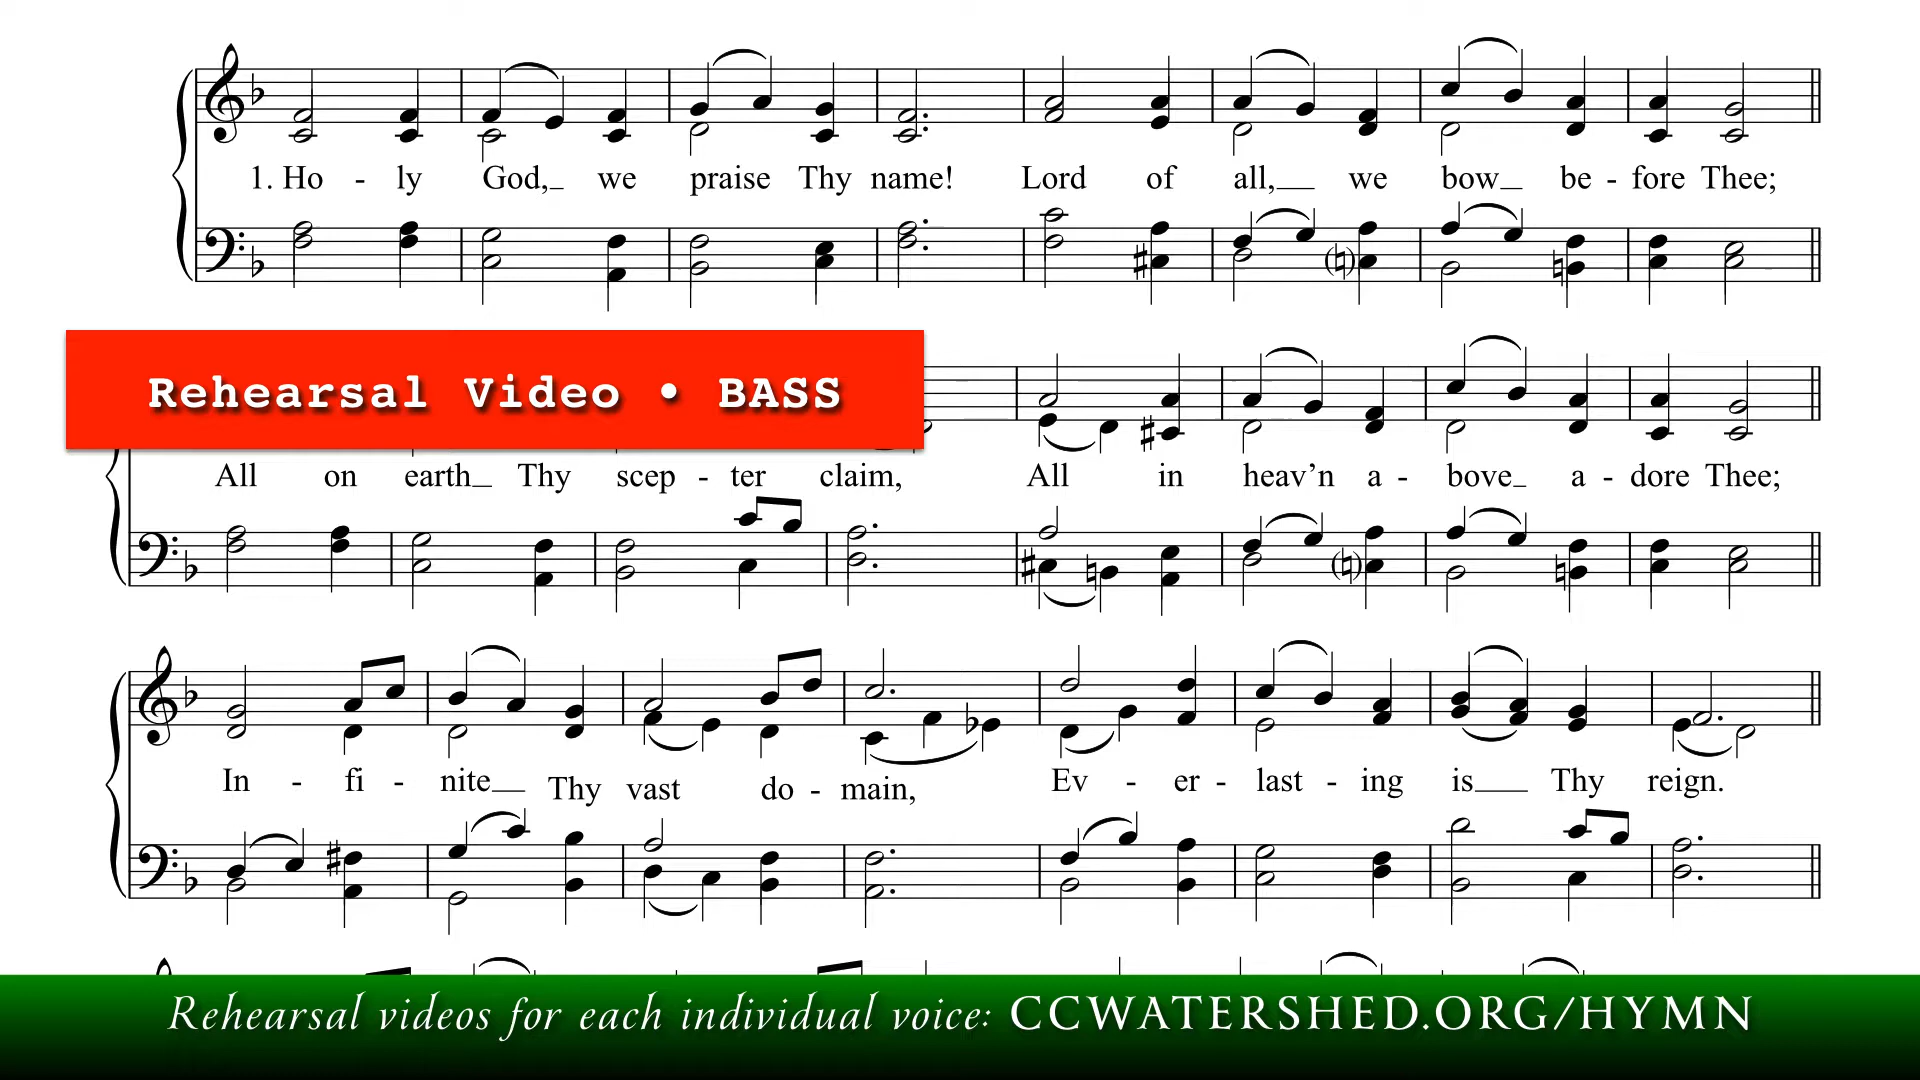 1. Ho - ly God, we praise Thy name! Lord of all, we bow be - fore Thee;
Rehearsal Video • BASS
All on earth Thy scep - ter claim, All in heav’n a - bove a - dore Thee;
In - fi - nite Thy vast do - main, Ev - er - last - ing is Thy reign.
Rehearsal videos for each individual voice: CCWATERSHED.ORG/HYMN